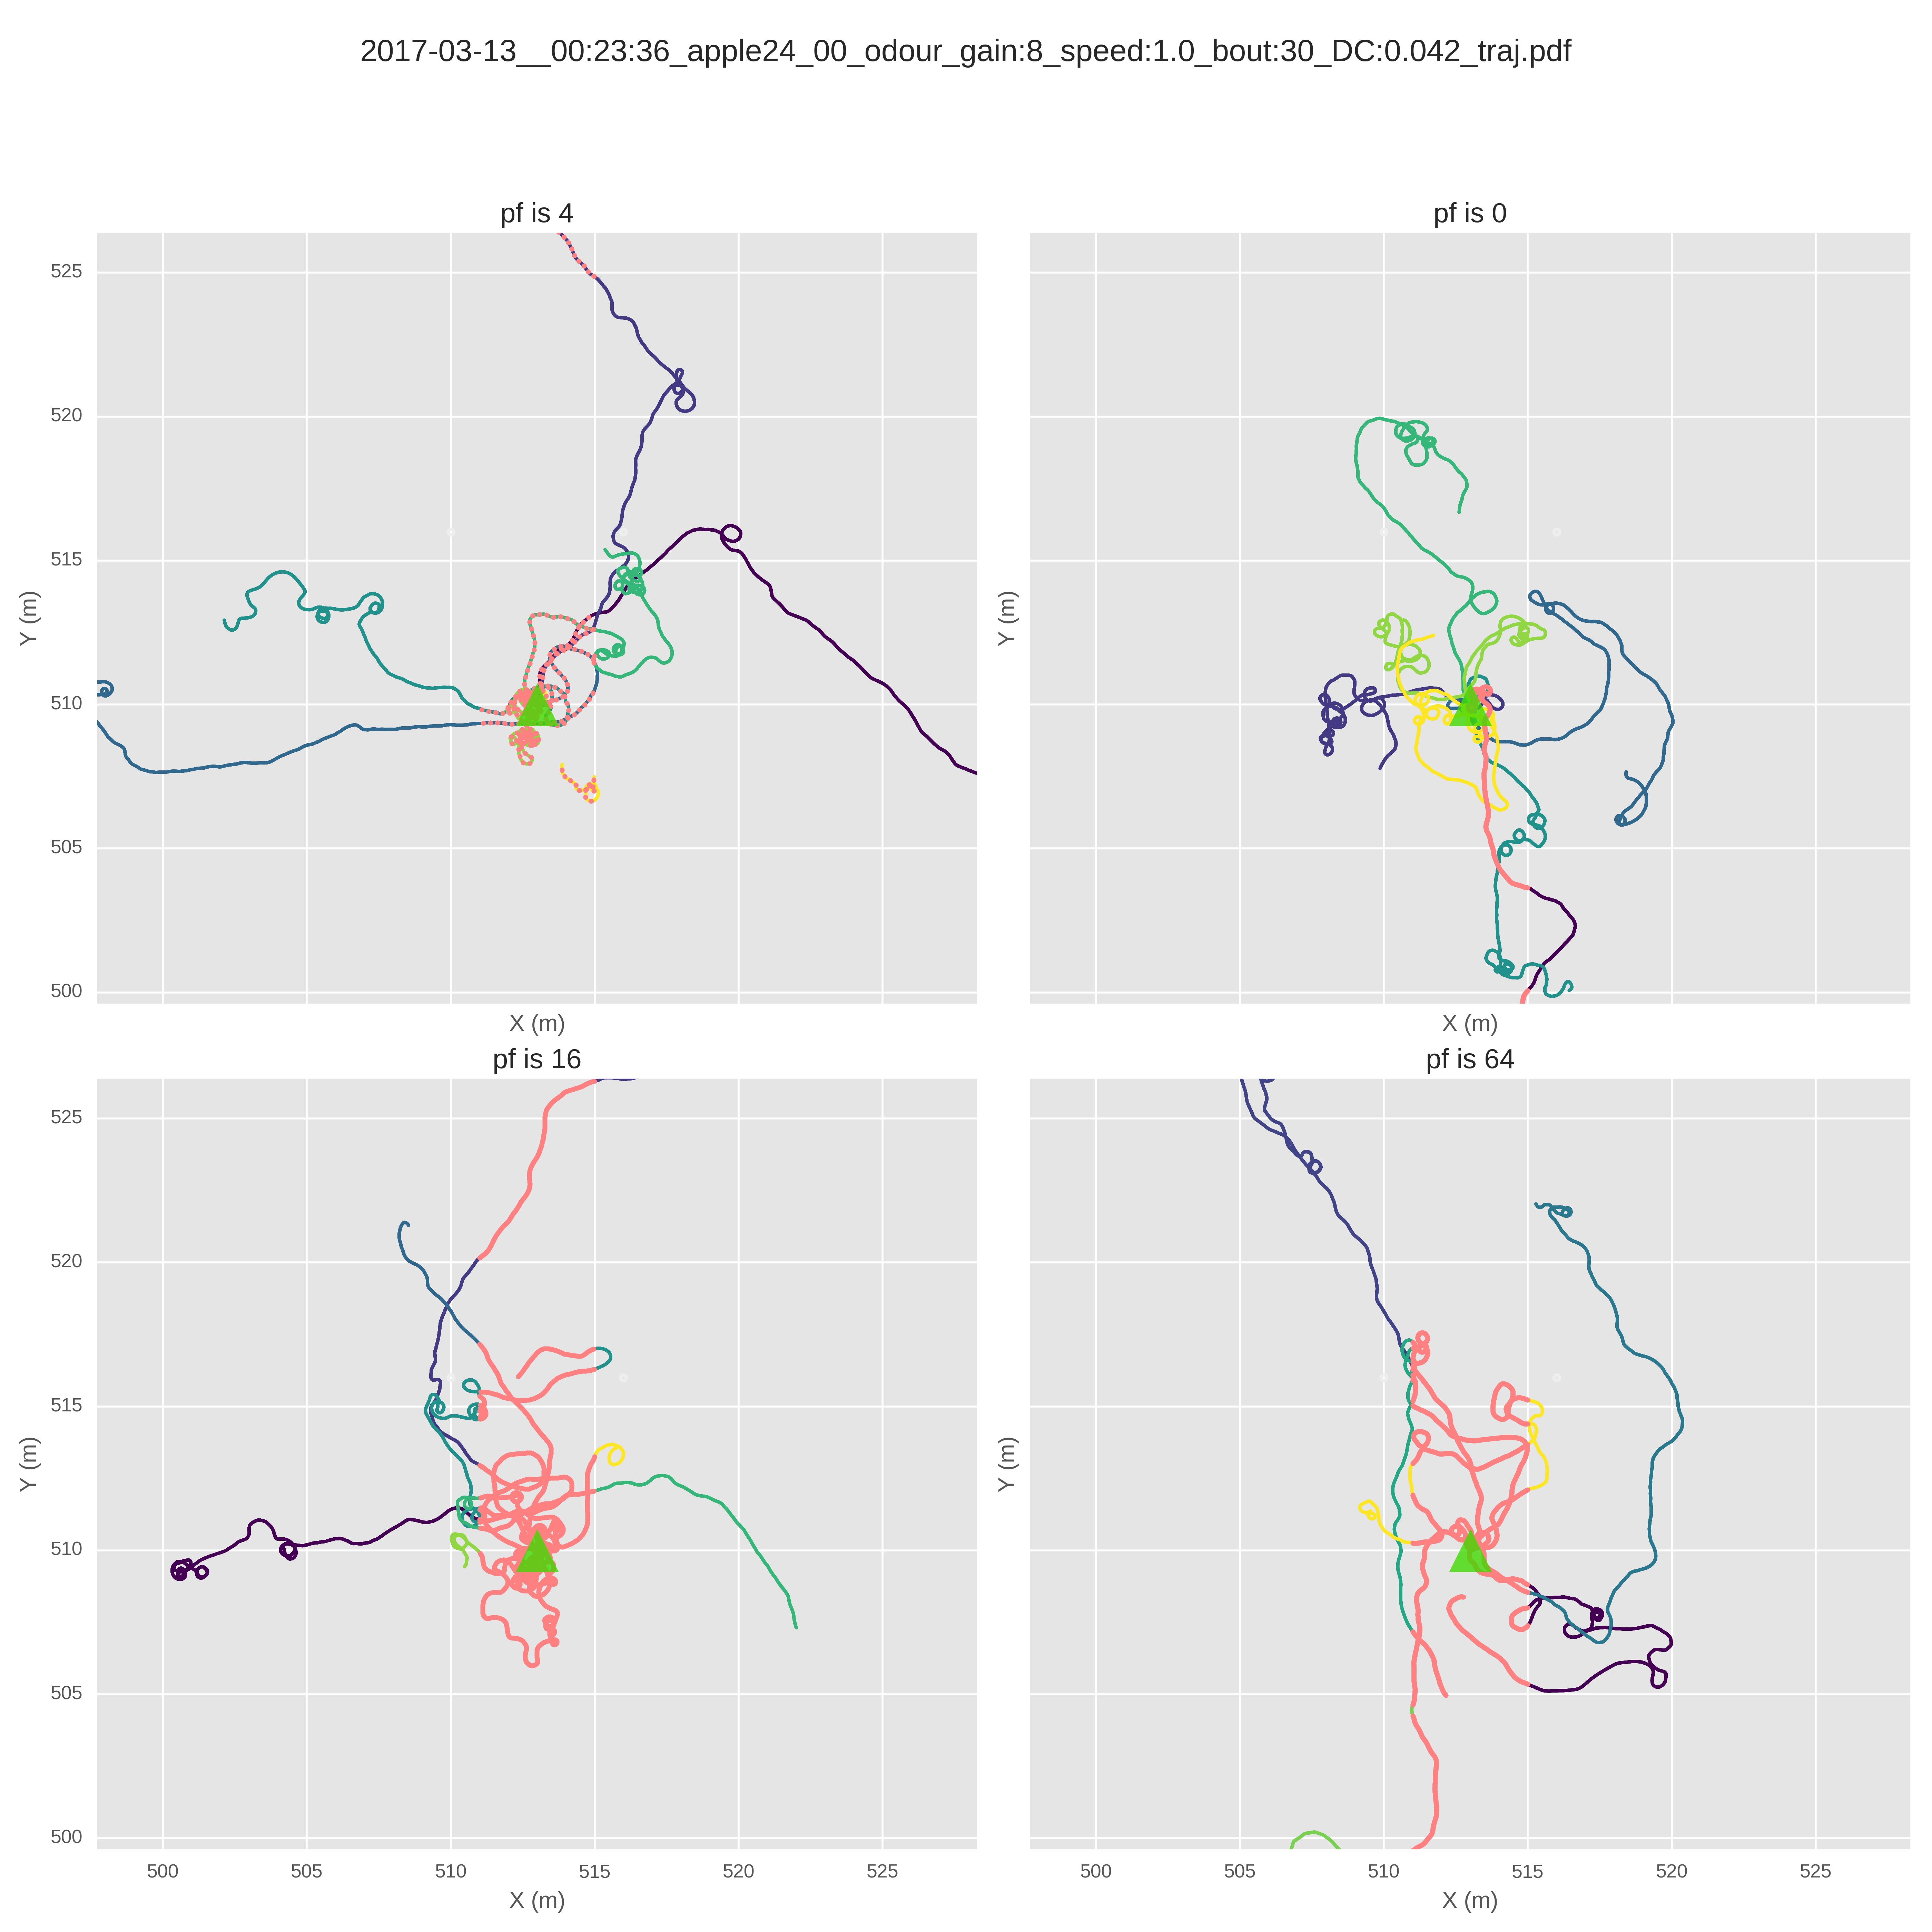 2017-03-13__00:23:36_apple24_00_odour_gain:8_speed:1.0_bout:30_DC:0.042_traj.pdf
pf is 4
525
520
515
510
505
500
Y (m)
X (m)
pf is 0
Y (m)
X (m)
pf is 16
525
520
515
510
505
500
Y (m)
500 505 510 515 520 525
X (m)
pf is 64
Y (m)
500 505 510 515 520 525
X (m)